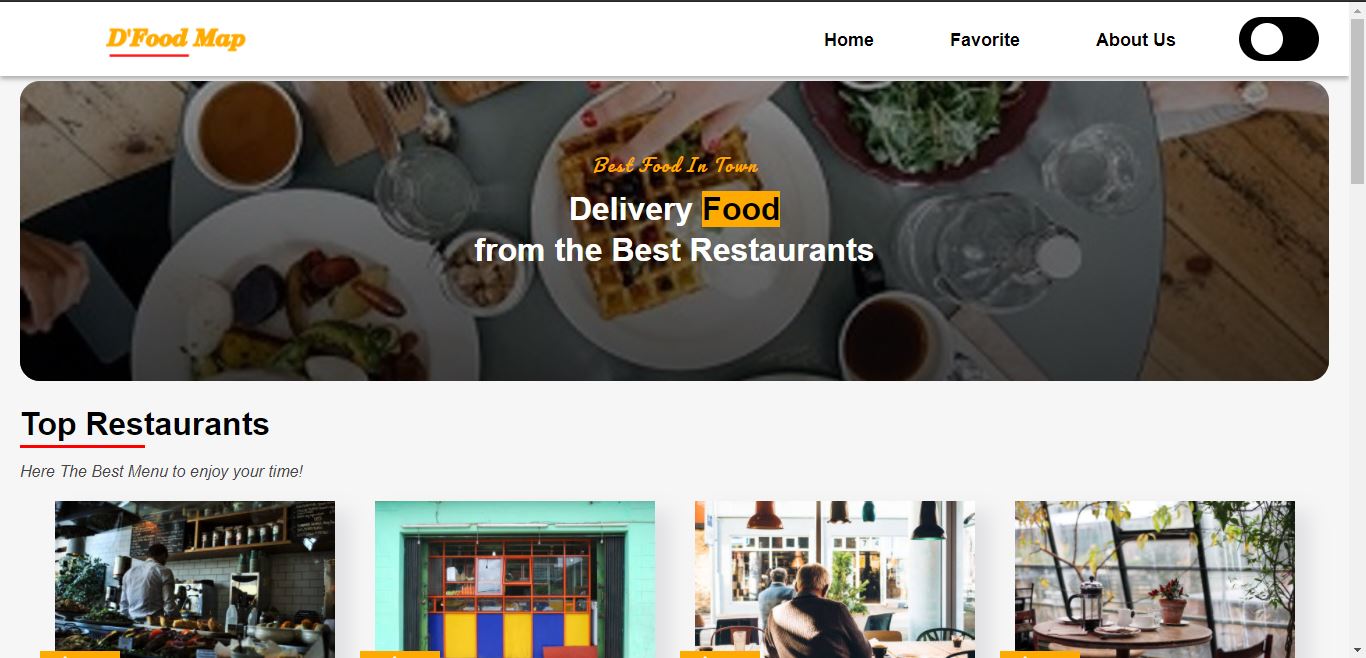 D'Food Map
Home
Favorite
About Us
Best Food In Town
Delivery Food
from the Best Restaurants
Top Restaurants
Here The Best Menu to enjoy your time!